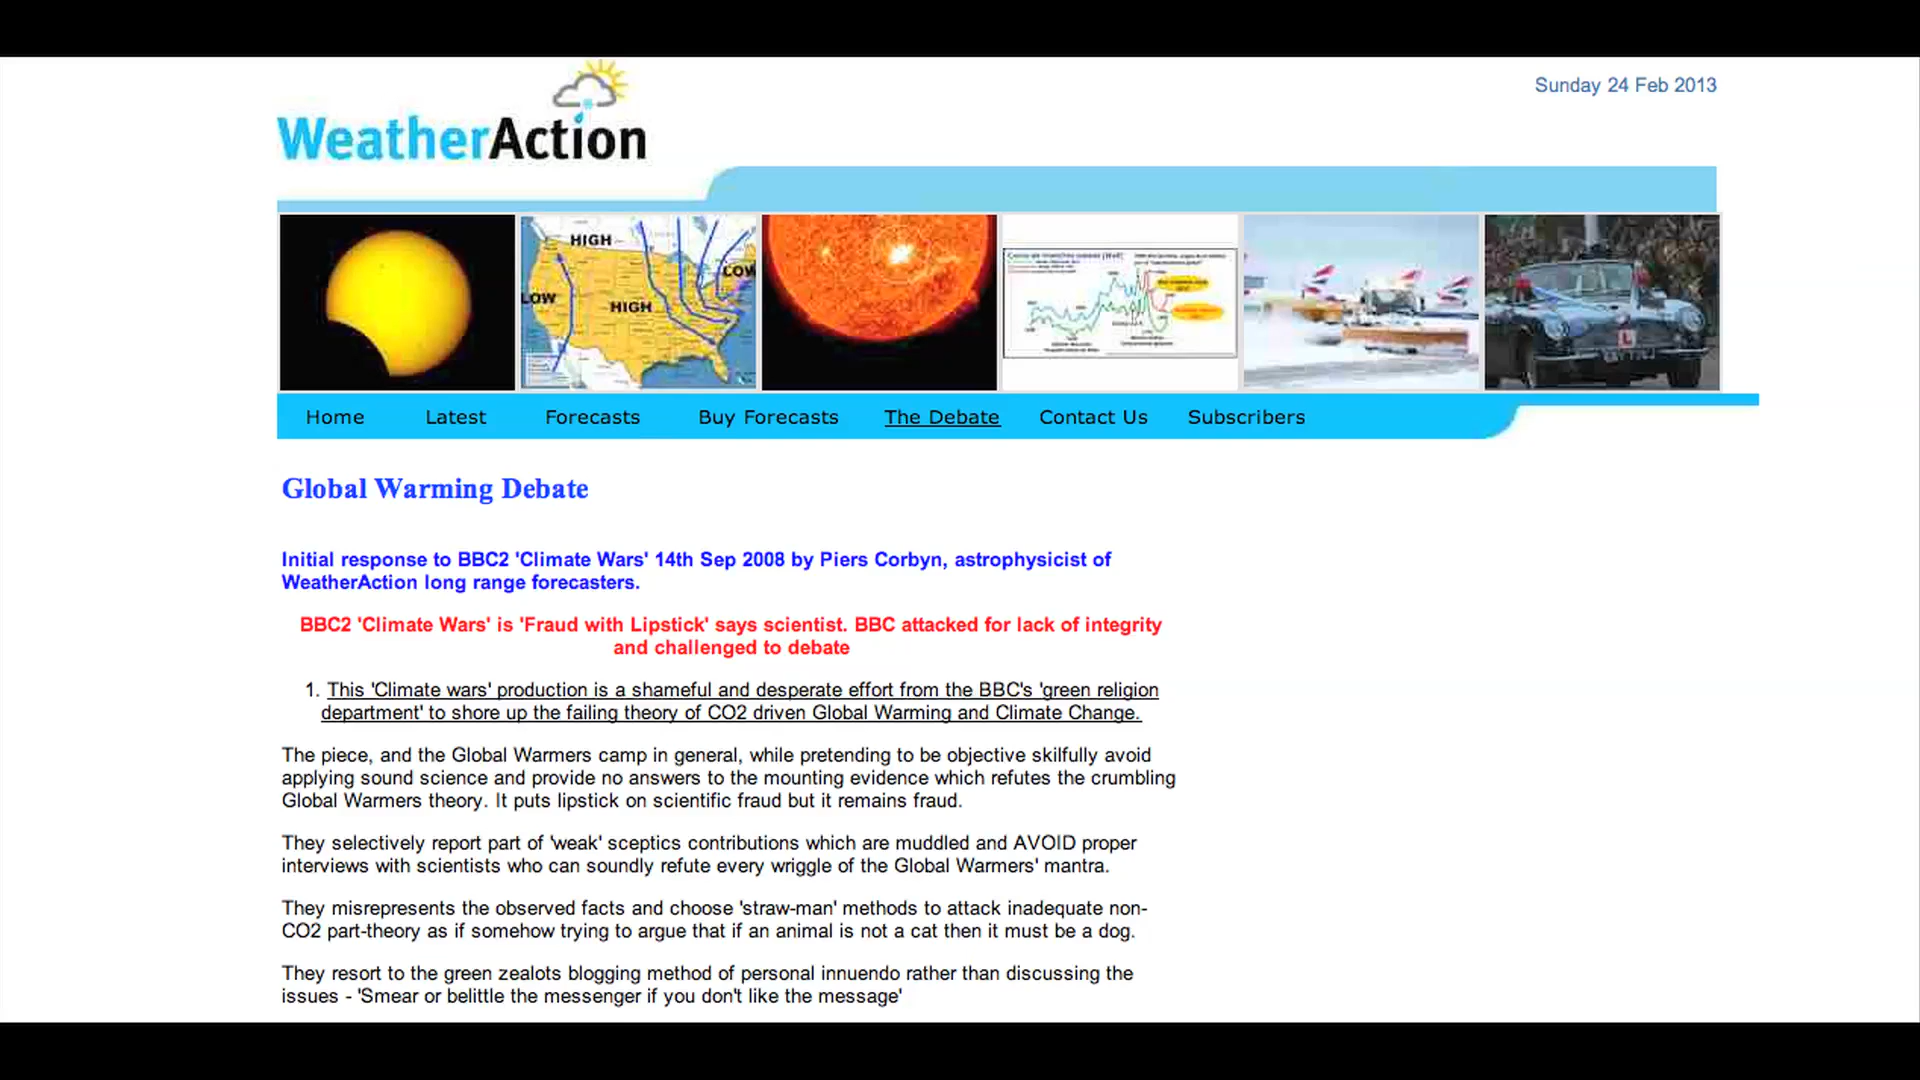 Sunday 24 Feb 2013
WeatherAction
HIGH
LOW
LOW
HIGH
L
Home Latest Forecasts Buy Forecasts The Debate Contact Us Subscribers
Global Warming Debate
Initial response to BBC2 'Climate Wars' 14th Sep 2008 by Piers Corbyn, astrophysicist of
WeatherAction long range forecasters.
BBC2 'Climate Wars' is 'Fraud with Lipstick' says scientist. BBC attacked for lack of integrity
and challenged to debate
1. This 'Climate wars' production is a shameful and desperate effort from the BBC's 'green religion
department' to shore up the failing theory of CO2 driven Global Warming and Climate Change.
The piece, and the Global Warmers camp in general, while pretending to be objective skilfully avoid
applying sound science and provide no answers to the mounting evidence which refutes the crumbling
Global Warmers theory. It puts lipstick on scientific fraud but it remains fraud.
They selectively report part of 'weak' sceptics contributions which are muddled and AVOID proper
interviews with scientists who can soundly refute every wriggle of the Global Warmers' mantra.
They misrepresents the observed facts and choose 'straw-man' methods to attack inadequate non-
CO2 part-theory as if somehow trying to argue that if an animal is not a cat then it must be a dog.
They resort to the green zealots blogging method of personal innuendo rather than discussing the
issues - 'Smear or belittle the messenger if you don't like the message'